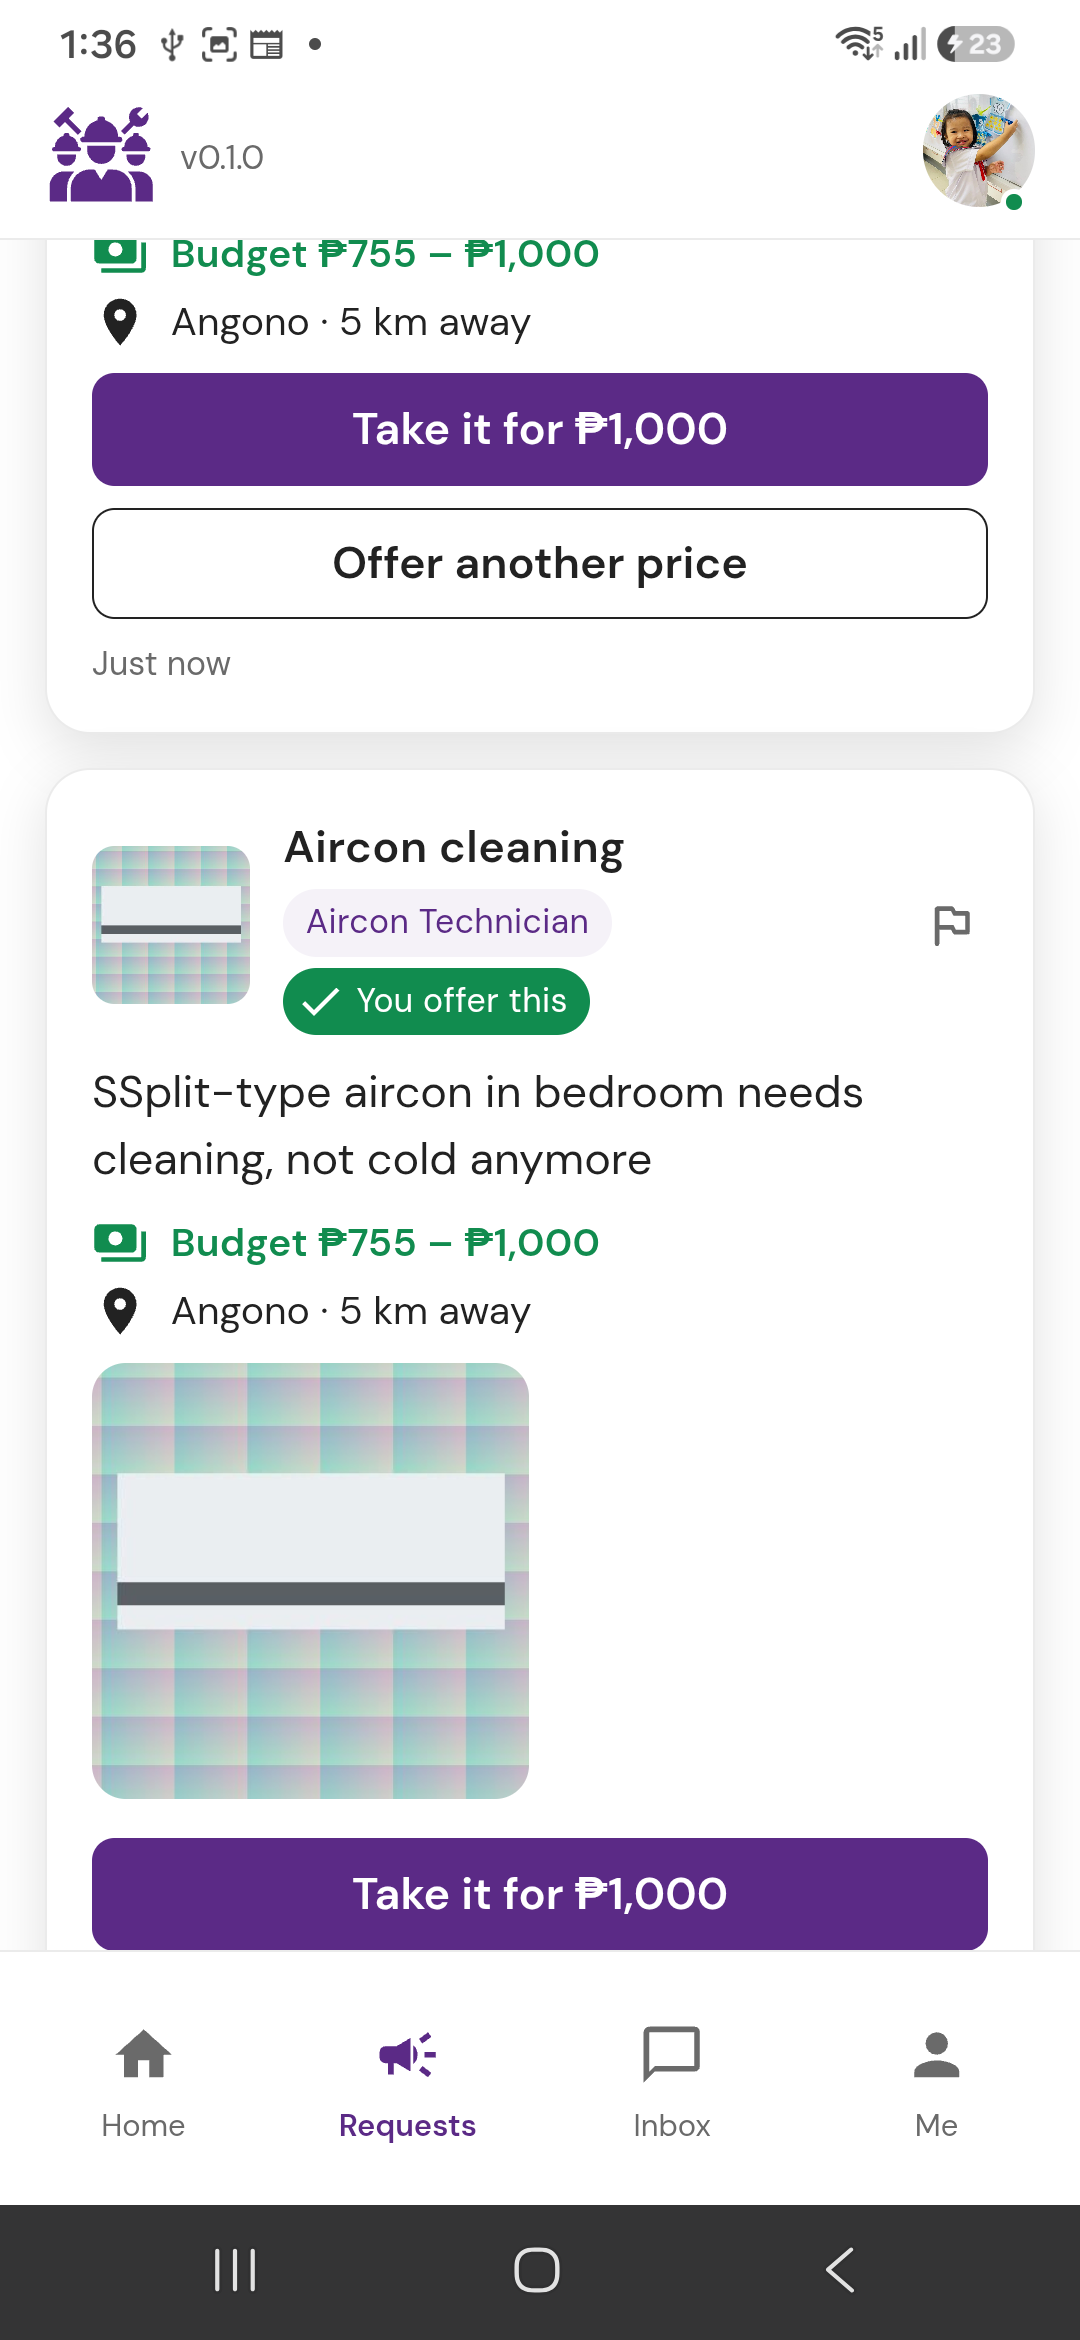 1:36
5
23
v0.1.0
Budget ₱755 – ₱1,000
Angono · 5 km away
Take it for ₱1,000
Offer another price
Just now
Aircon cleaning
Aircon Technician
You offer this
SSplit-type aircon in bedroom needs
cleaning, not cold anymore
Budget ₱755 – ₱1,000
Angono · 5 km away
Take it for ₱1,000
Home
Requests
Inbox
Me